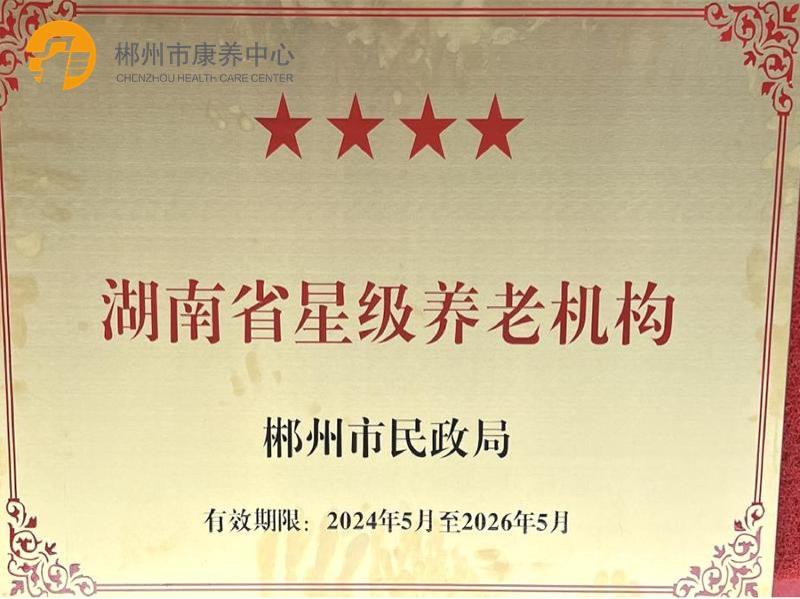 郴州市康养中心
CHENZHOU HEALTH CARE CENTER
湖南省星级养老机构
郴州市民政局
有效期限：2024年5月至2026年5月